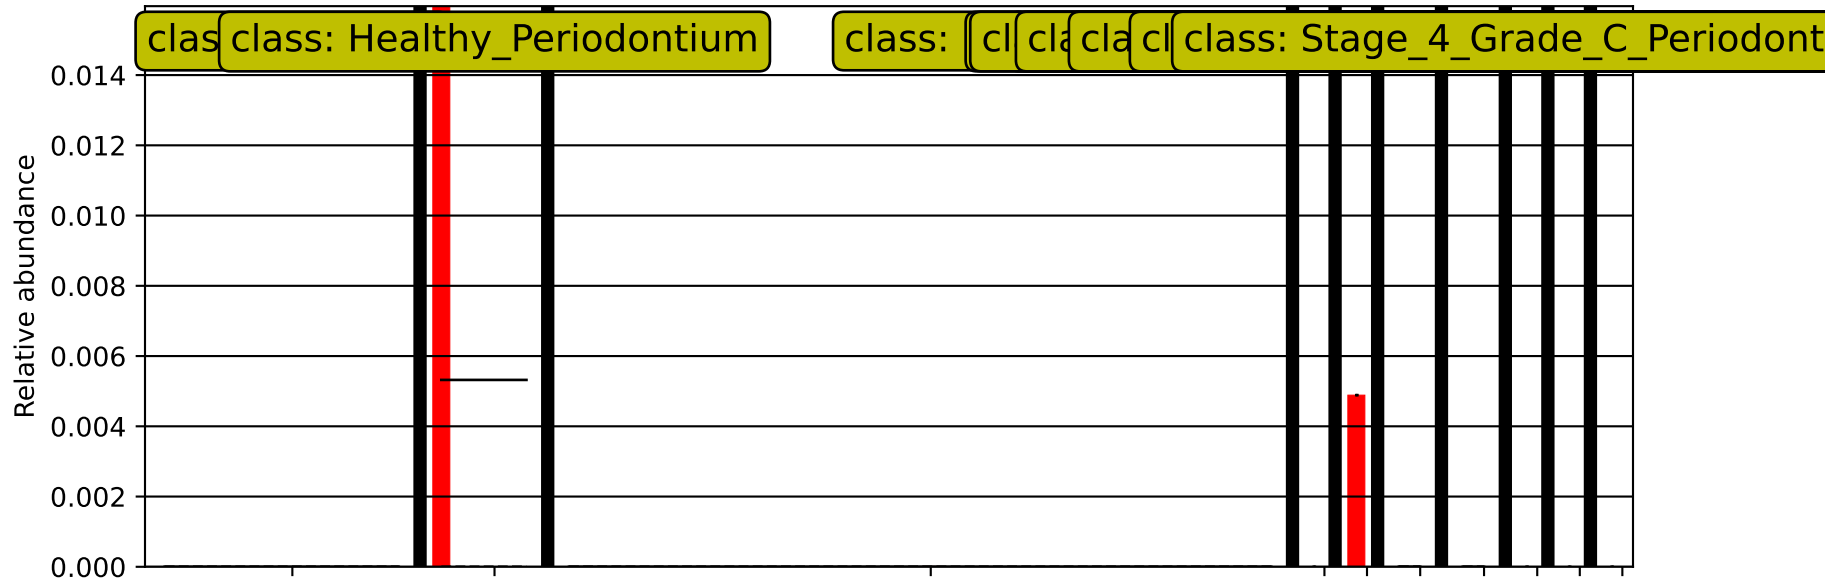 class: Healthy_Periodontium
class:
class: Stage_4_Grade_C_Periodont
0.014
0.012
0.010
0.008
0.006
0.004
0.002
0.000
Relative abundance